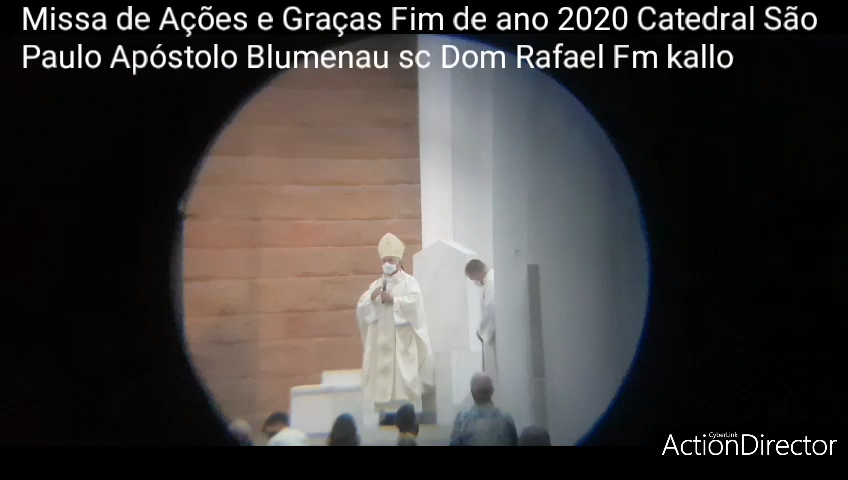 Missa de Ações e Graças Fim de ano 2020 Catedral São
Paulo Apóstolo Blumenau sc Dom Rafael Fm kallo
CyberLink
ActionDirector